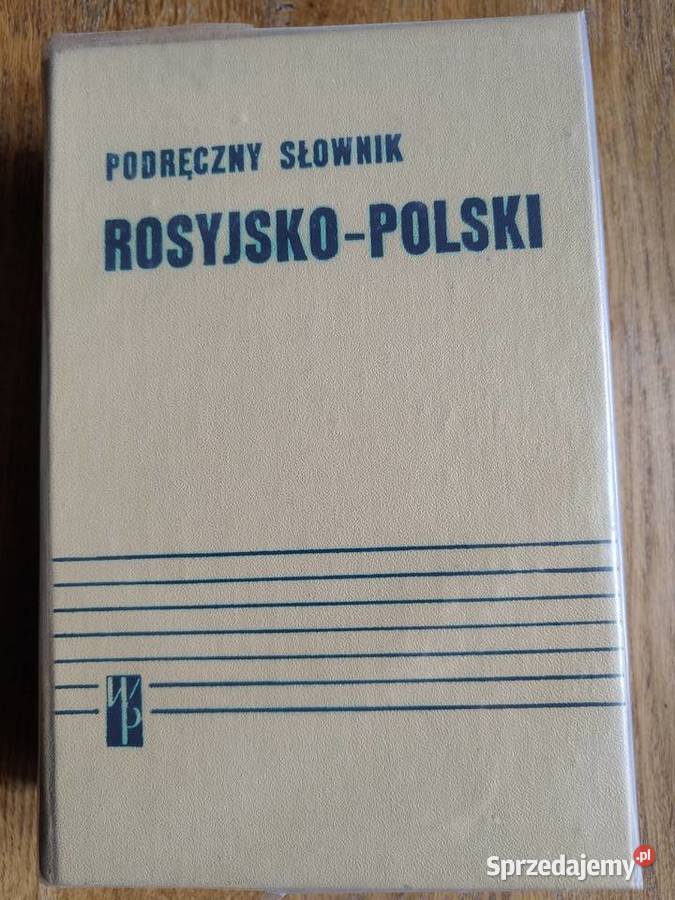 PODRĘCZNY SŁOWNIK
ROSYJSKO-POLSKI
WP
Sprzedajemy.pl